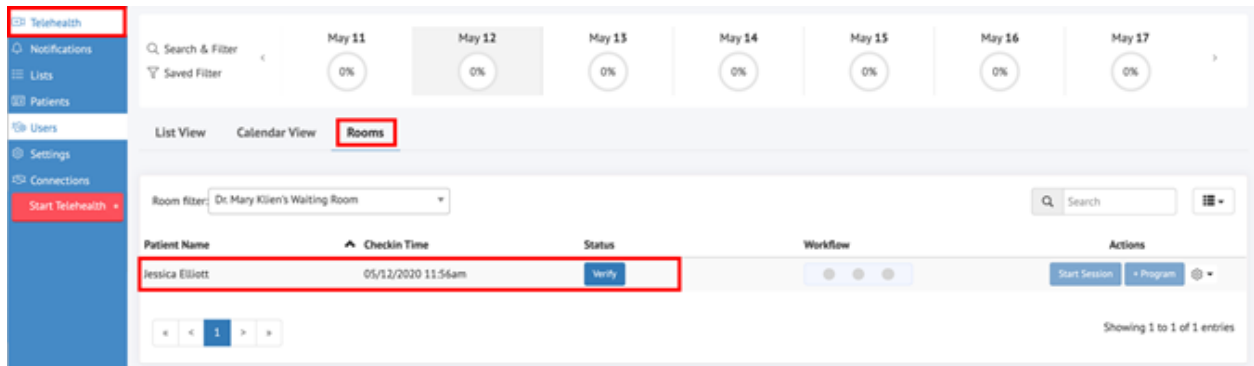 Telehealth
Notifications
Lists
Patients
Users
Settings
Connections
Start Telehealth
Search & Filter
Saved Filter
May 11
May 12
May 13
May 14
May 15
May 16
May 17
0%
0%
0%
0%
0%
0%
0%
List View Calendar View Rooms
Room filter: Dr. Mary Klien's Waiting Room
Search
Patient Name Checkin Time Status Workflow Actions
Jessica Elliott 05/12/2020 11:56am Verify Start Session + Program
« < 1 > »
Showing 1 to 1 of 1 entries